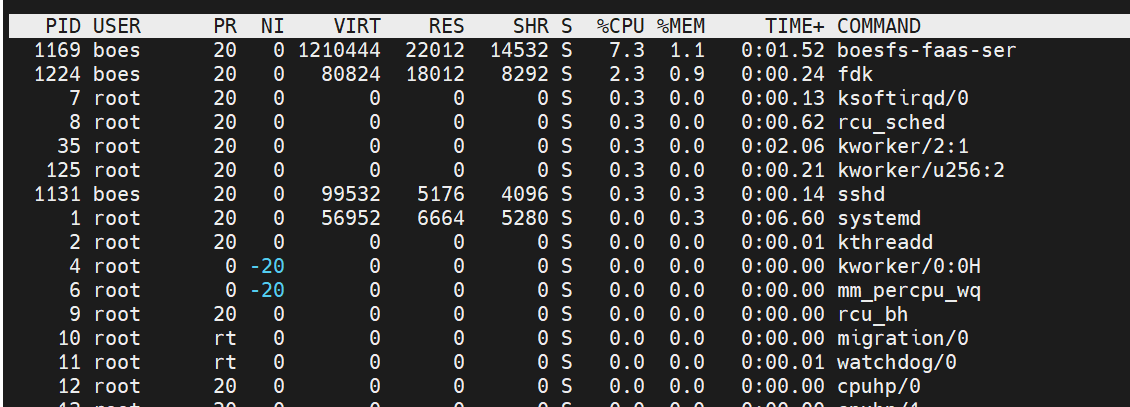 PID USER PR NI VIRT RES SHR S %CPU %MEM TIME+ COMMAND
1169 boes 20 0 1210444 22012 14532 S 7.3 1.1 0:01.52 boesfs-faas-ser
1224 boes 20 0 80824 18012 8292 S 2.3 0.9 0:00.24 fdk
7 root 20 0 0 0 0 S 0.3 0.0 0:00.13 ksoftirqd/0
8 root 20 0 0 0 0 S 0.3 0.0 0:00.62 rcu_sched
35 root 20 0 0 0 0 S 0.3 0.0 0:02.06 kworker/2:1
125 root 20 0 0 0 0 S 0.3 0.0 0:00.21 kworker/u256:2
1131 boes 20 0 99532 5176 4096 S 0.3 0.3 0:00.14 sshd
1 root 20 0 56952 6664 5280 S 0.0 0.3 0:06.60 systemd
2 root 20 0 0 0 0 S 0.0 0.0 0:00.01 kthreadd
4 root 0 -20 0 0 0 S 0.0 0.0 0:00.00 kworker/0:0H
6 root 0 -20 0 0 0 S 0.0 0.0 0:00.00 mm_percpu_wq
9 root 20 0 0 0 0 S 0.0 0.0 0:00.00 rcu_bh
10 root rt 0 0 0 0 S 0.0 0.0 0:00.00 migration/0
11 root rt 0 0 0 0 S 0.0 0.0 0:00.01 watchdog/0
12 root 20 0 0 0 0 S 0.0 0.0 0:00.00 cpuhp/0